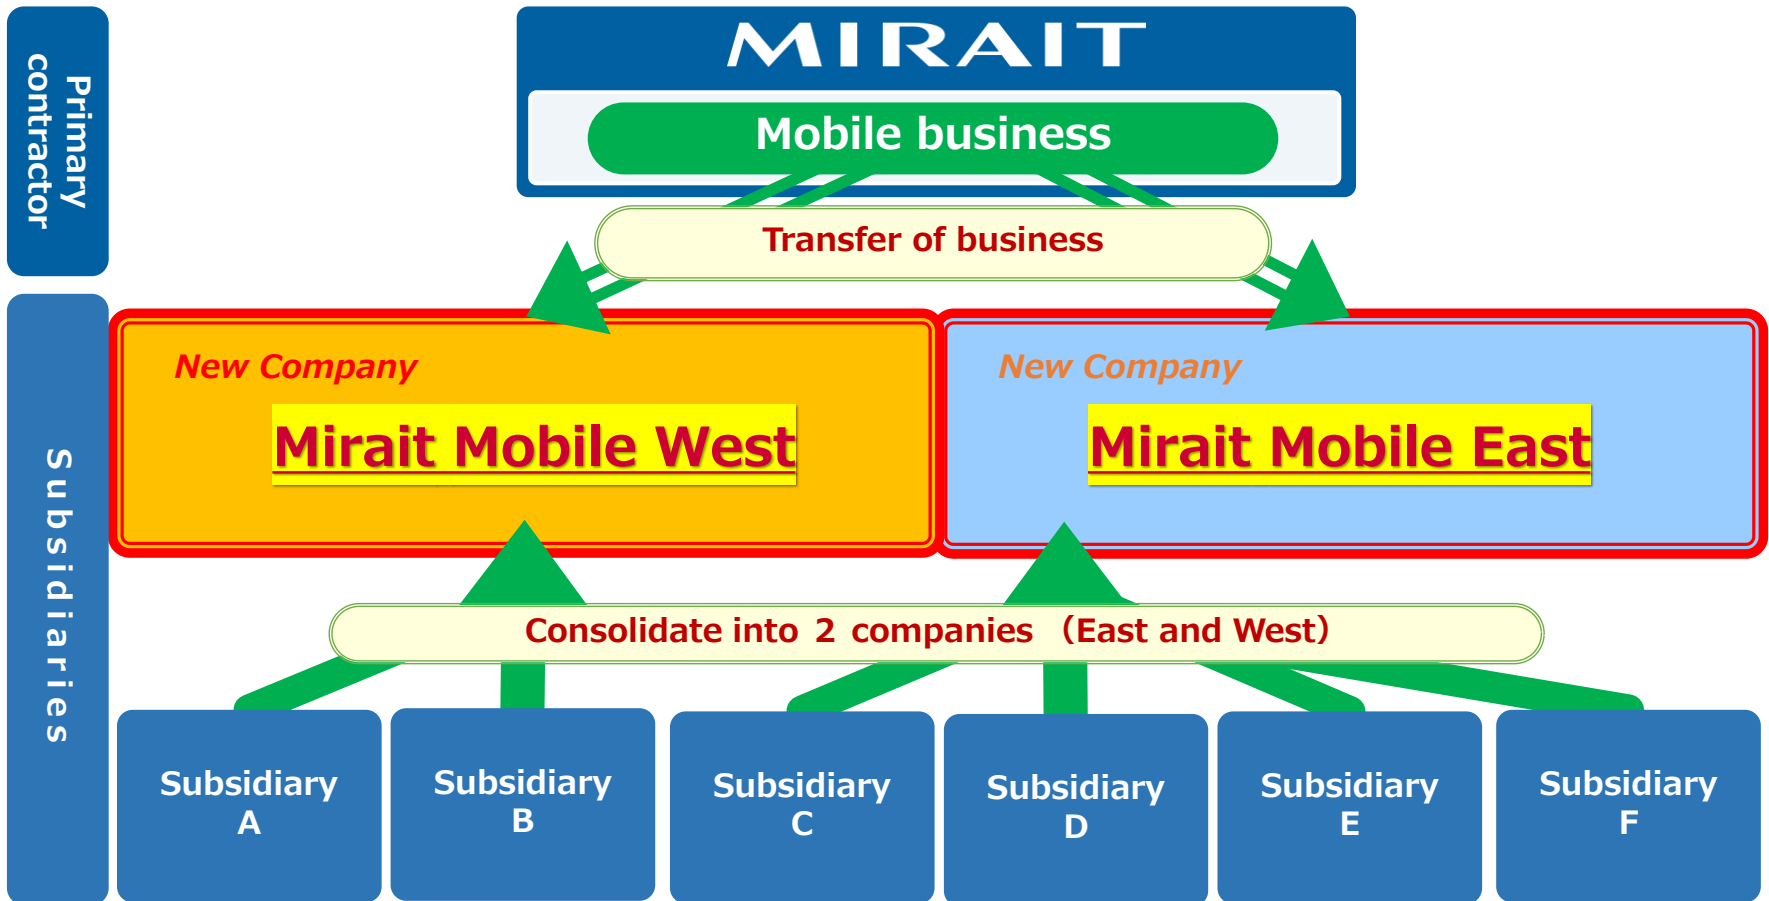 Primary
contractor
MIRAIT
Mobile business
Transfer of business
Subsidiaries
New Company
Mirait Mobile West
New Company
Mirait Mobile East
Consolidate into 2 companies （East and West）
Subsidiary
A
Subsidiary
B
Subsidiary
C
Subsidiary
D
Subsidiary
E
Subsidiary
F